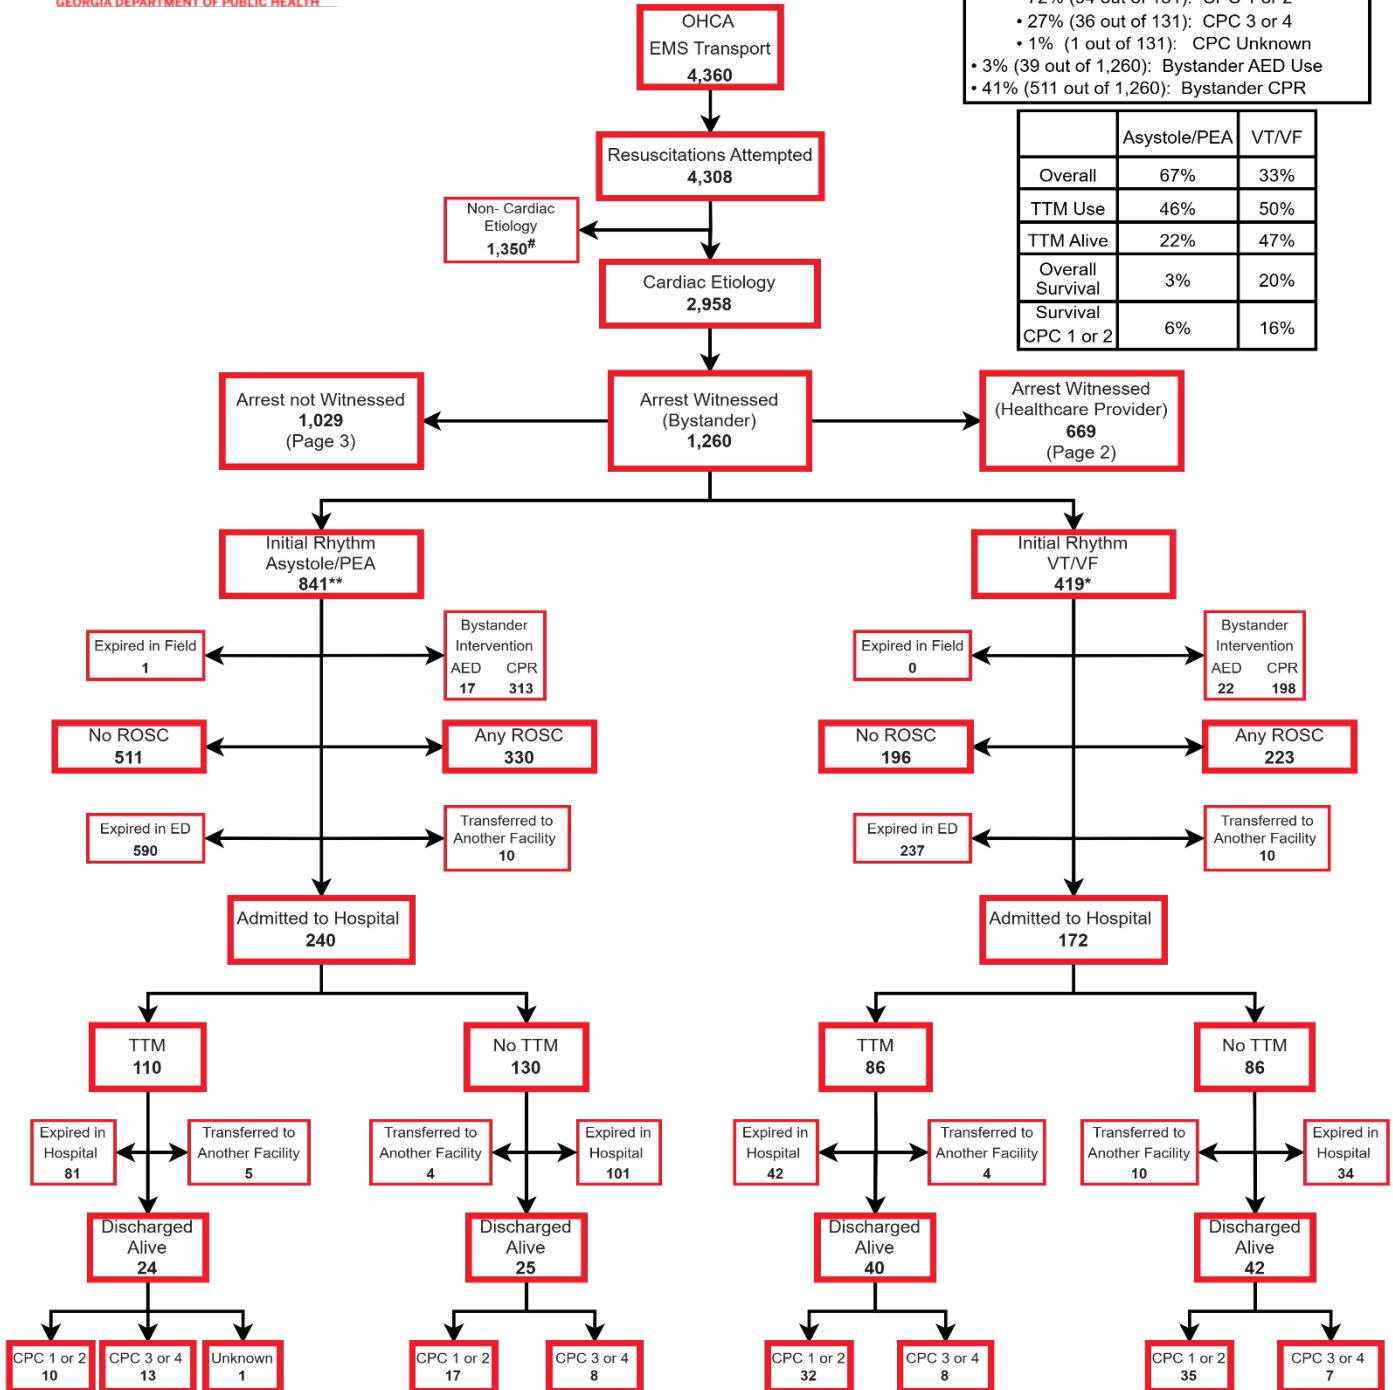 GEORGIA DEPARTMENT OF PUBLIC HEALTH
72% (94 out of 131): CPC 1 or 2
• 27% (36 out of 131): CPC 3 or 4
• 1% (1 out of 131): CPC Unknown
• 3% (39 out of 1,260): Bystander AED Use
• 41% (511 out of 1,260): Bystander CPR
OHCA
EMS Transport
4,360
Resuscitations Attempted
4,308
Non- Cardiac
Etiology
1,350#
Cardiac Etiology
2,958
Asystole/PEA VT/VF
Overall 67% 33%
TTM Use 46% 50%
TTM Alive 22% 47%
Overall
Survival 3% 20%
Survival
CPC 1 or 2 6% 16%
Arrest not Witnessed
1,029
(Page 3)
Arrest Witnessed
(Bystander)
1,260
Arrest Witnessed
(Healthcare Provider)
669
(Page 2)
Initial Rhythm
Asystole/PEA
841**
Expired in Field
1
Bystander
Intervention
AED CPR
17 313
No ROSC
511
Any ROSC
330
Expired in ED
590
Transferred to
Another Facility
10
Admitted to Hospital
240
Initial Rhythm
VT/VF
419*
Expired in Field
0
Bystander
Intervention
AED CPR
22 198
No ROSC
196
Any ROSC
223
Expired in ED
237
Transferred to
Another Facility
10
Admitted to Hospital
172
TTM
110
Expired in
Hospital
81
Transferred to
Another Facility
5
Discharged
Alive
24
CPC 1 or 2
10
CPC 3 or 4
13
Unknown
1
No TTM
130
Transferred to
Another Facility
4
Expired in
Hospital
101
Discharged
Alive
25
CPC 1 or 2
17
CPC 3 or 4
8
TTM
86
Expired in
Hospital
42
Transferred to
Another Facility
4
Discharged
Alive
40
CPC 1 or 2
32
CPC 3 or 4
8
No TTM
86
Transferred to
Another Facility
10
Expired in
Hospital
34
Discharged
Alive
42
CPC 1 or 2
35
CPC 3 or 4
7